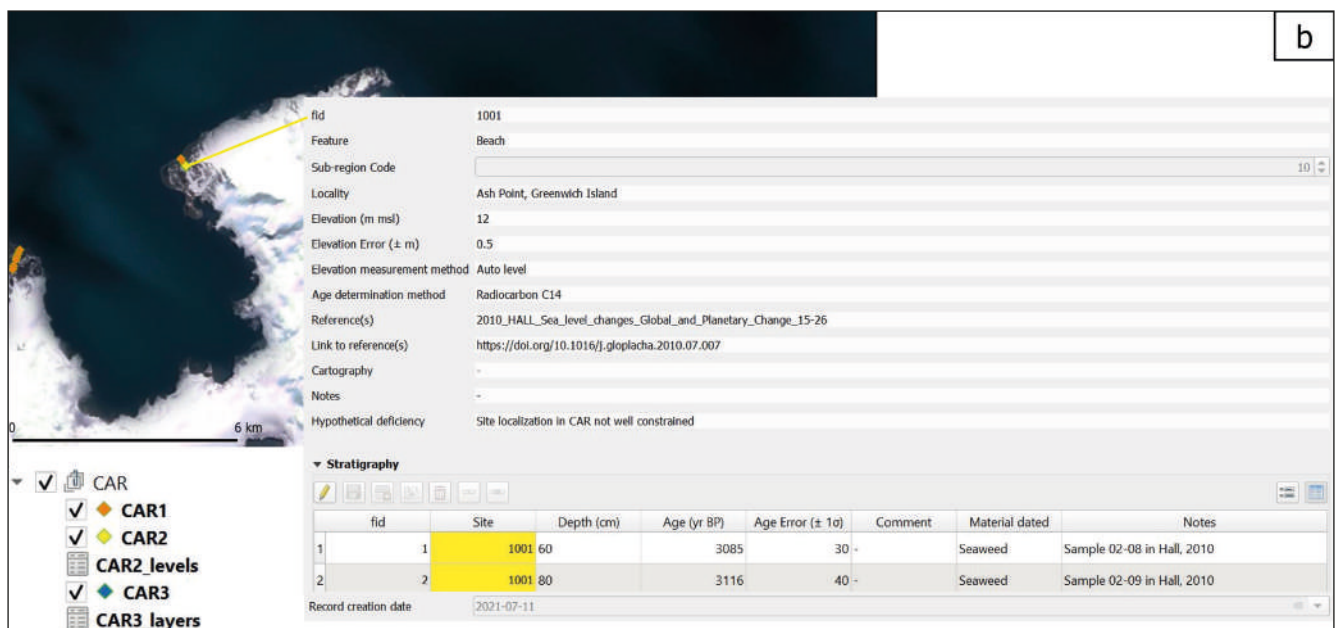 b
fid 1001
Feature Beach
Sub-region Code 10
Locality Ash Point, Greenwich Island
Elevation (m msl) 12
Elevation Error (± m) 0.5
Elevation measurement method Auto level
Age determination method Radiocarbon C14
Reference(s) 2010_HALL_Sea_level_changes_Global_and_Planetary_Change_15-26
Link to reference(s) https://doi.org/10.1016/j.gloplacha.2010.07.007
Cartography -
Notes -
Hypothetical deficiency Site localization in CAR not well constrained
0 6 km
Stratigraphy
fid Site Depth (cm) Age (yr BP) Age Error (± 1σ) Comment Material dated Notes
1 1 1001 60 3085 30 - Seaweed Sample 02-08 in Hall, 2010
2 2 1001 80 3116 40 - Seaweed Sample 02-09 in Hall, 2010
Record creation date 2021-07-11
CAR
CAR1
CAR2
CAR2_levels
CAR3
CAR3_layers